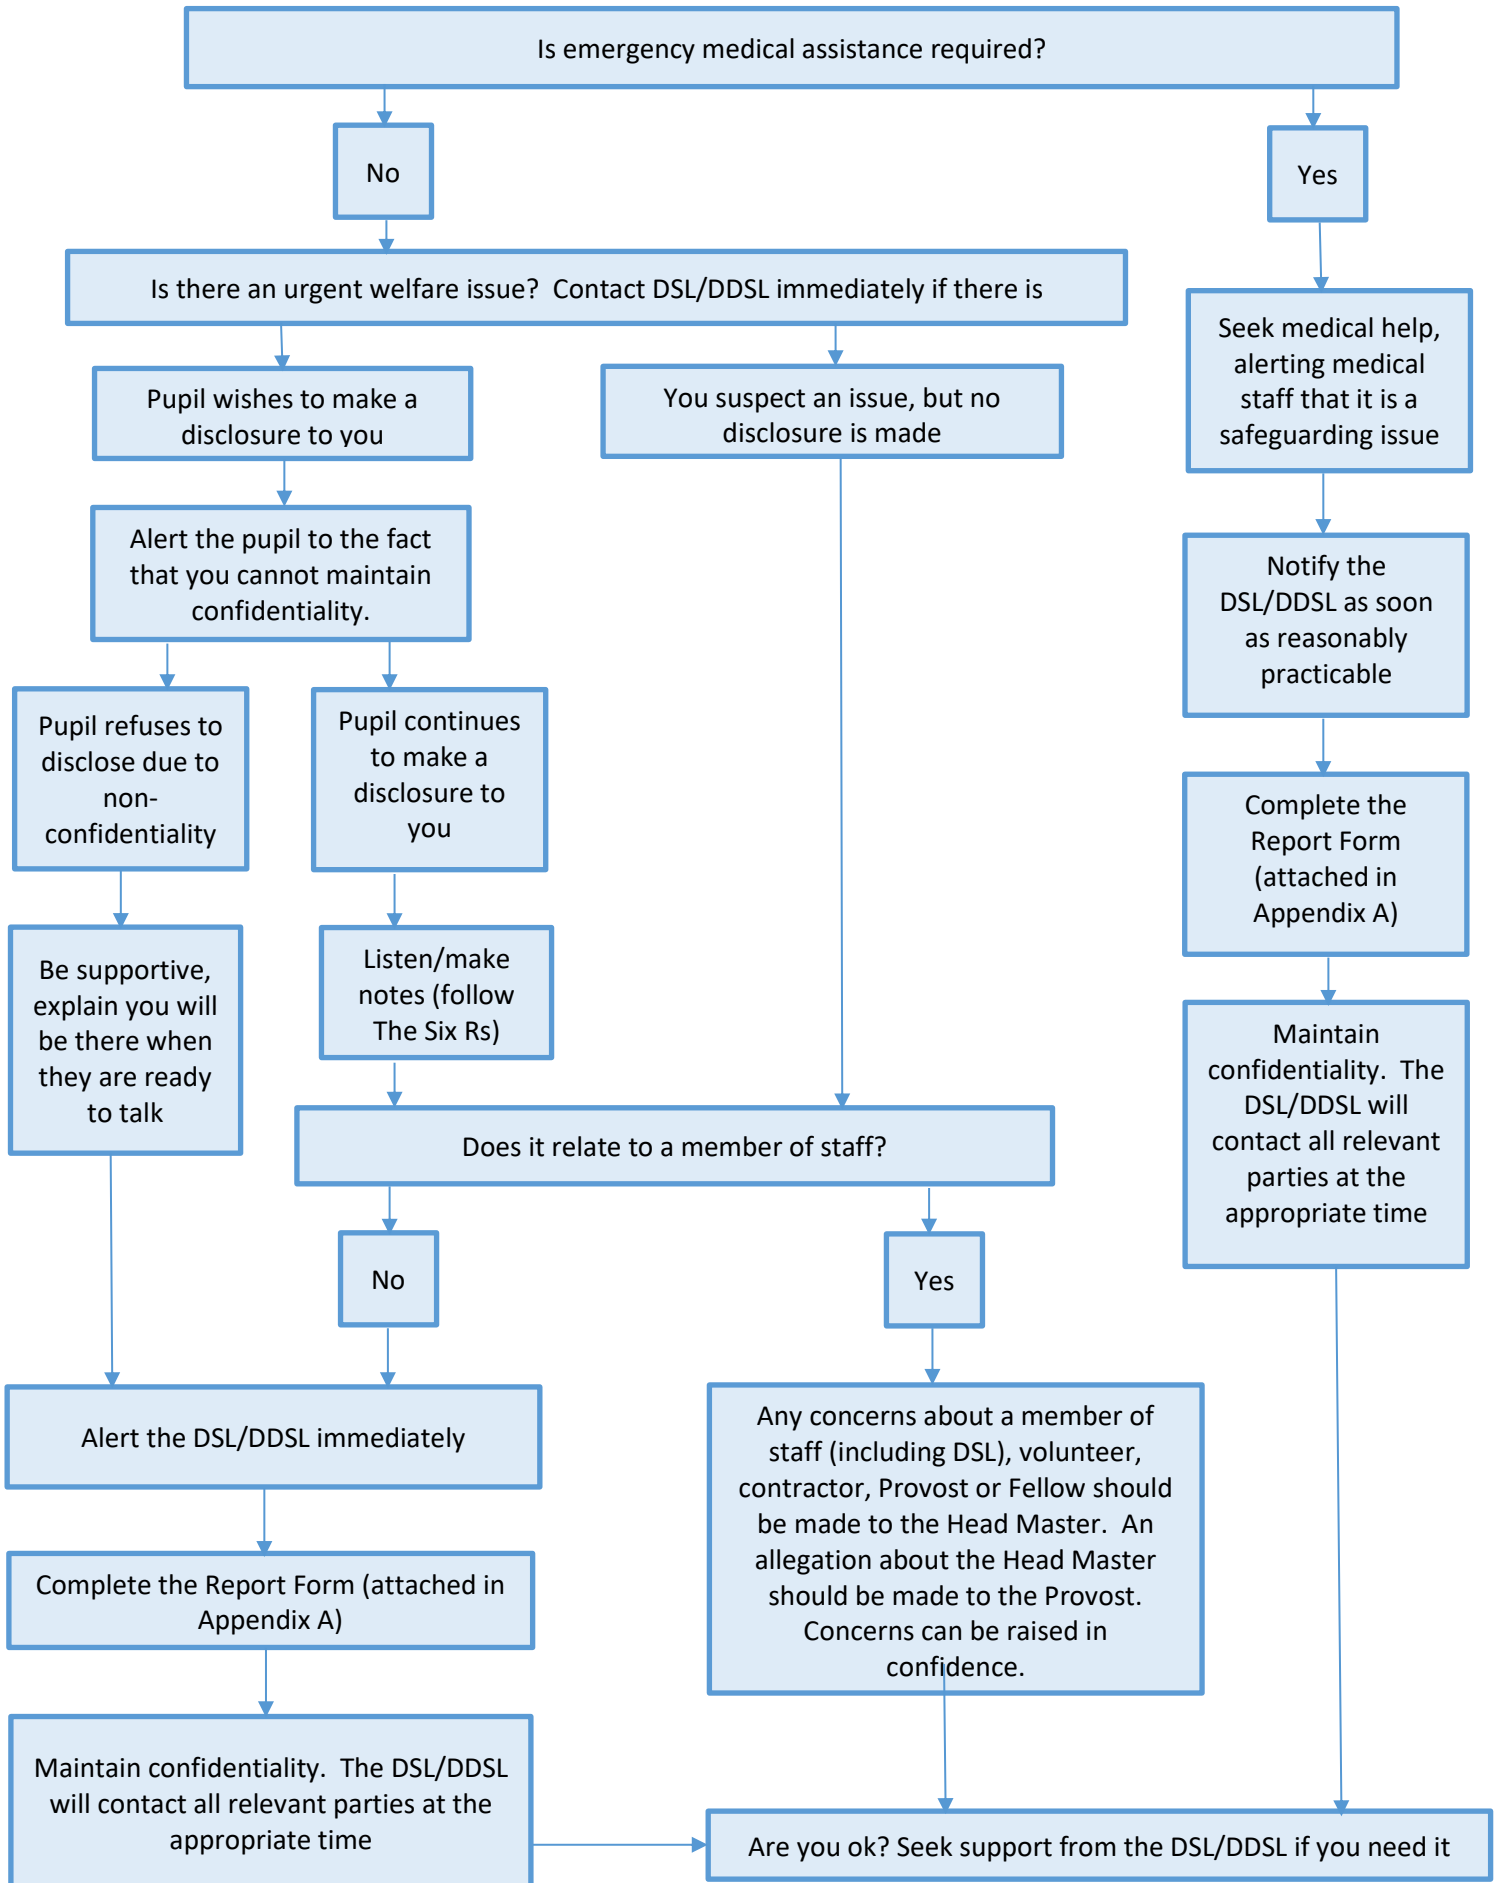 Is emergency medical assistance required?
No
Yes
Is there an urgent welfare issue?  Contact DSL/DDSL immediately if there is
Pupil wishes to make a
disclosure to you
You suspect an issue, but no
disclosure is made
Seek medical help,
alerting medical
staff that it is a
safeguarding issue
Alert the pupil to the fact
that you cannot maintain
confidentiality.
Notify the
DSL/DDSL as soon
as reasonably
practicable
Pupil refuses to
disclose due to
non-
confidentiality
Pupil continues
to make a
disclosure to
you
Complete the
Report Form
(attached in
Appendix A)
Be supportive,
explain you will
be there when
they are ready
to talk
Listen/make
notes (follow
The Six Rs)
Maintain
confidentiality.  The
DSL/DDSL will
contact all relevant
parties at the
appropriate time
Does it relate to a member of staff?
No
Yes
Alert the DSL/DDSL immediately
Any concerns about a member of
staff (including DSL), volunteer,
contractor, Provost or Fellow should
be made to the Head Master.  An
allegation about the Head Master
should be made to the Provost.
Concerns can be raised in
confidence.
Complete the Report Form (attached in
Appendix A)
Maintain confidentiality.  The DSL/DDSL
will contact all relevant parties at the
appropriate time
Are you ok? Seek support from the DSL/DDSL if you need it